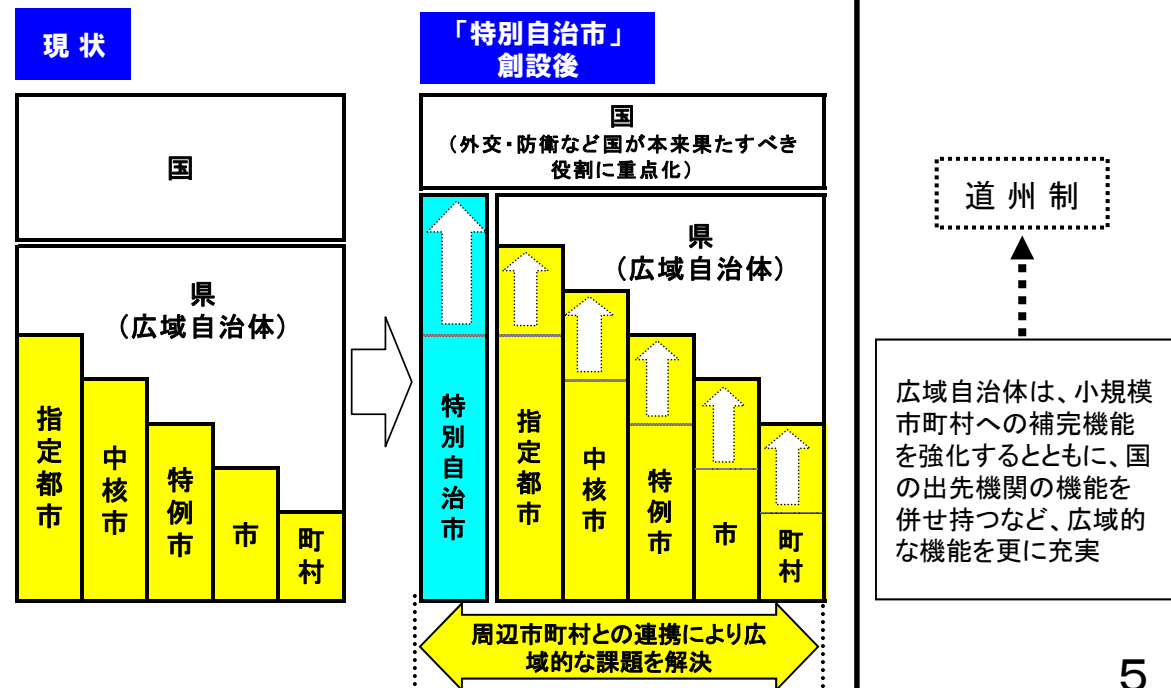 現 状
国
県
（広域自治体）
指定都市
中核市
特例市
市
町村
「特別自治市」
創設後
国
（外交・防衛など国が本来果たすべき
役割に重点化）
県
（広域自治体）
特別自治市
指定都市
中核市
特例市
市
町村
周辺市町村との連携により広
域的な課題を解決
道 州 制
広域自治体は、小規模
市町村への補完機能
を強化するとともに、国
の出先機関の機能を
併せ持つなど、広域的
な機能を更に充実
5